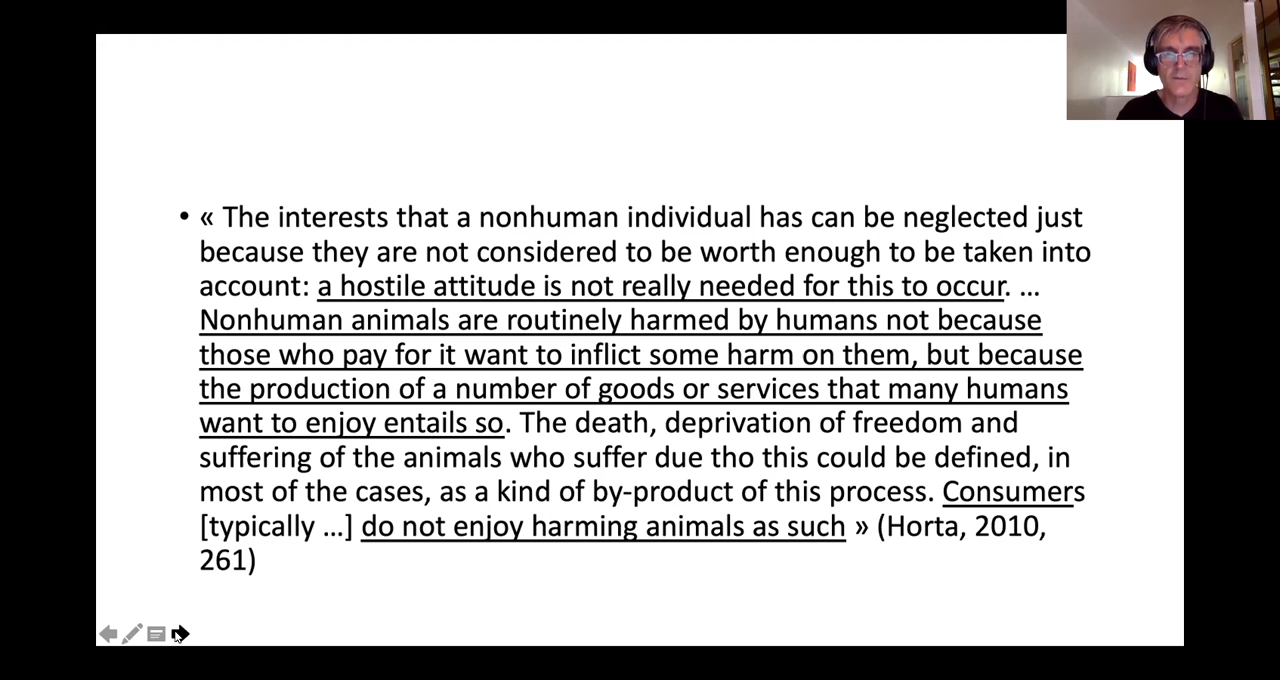 • « The interests that a nonhuman individual has can be neglected just
because they are not considered to be worth enough to be taken into
account: a hostile attitude is not really needed for this to occur. …
Nonhuman animals are routinely harmed by humans not because
those who pay for it want to inflict some harm on them, but because
the production of a number of goods or services that many humans
want to enjoy entails so. The death, deprivation of freedom and
suffering of the animals who suffer due tho this could be defined, in
most of the cases, as a kind of by-product of this process. Consumers
[typically …] do not enjoy harming animals as such » (Horta, 2010,
261)